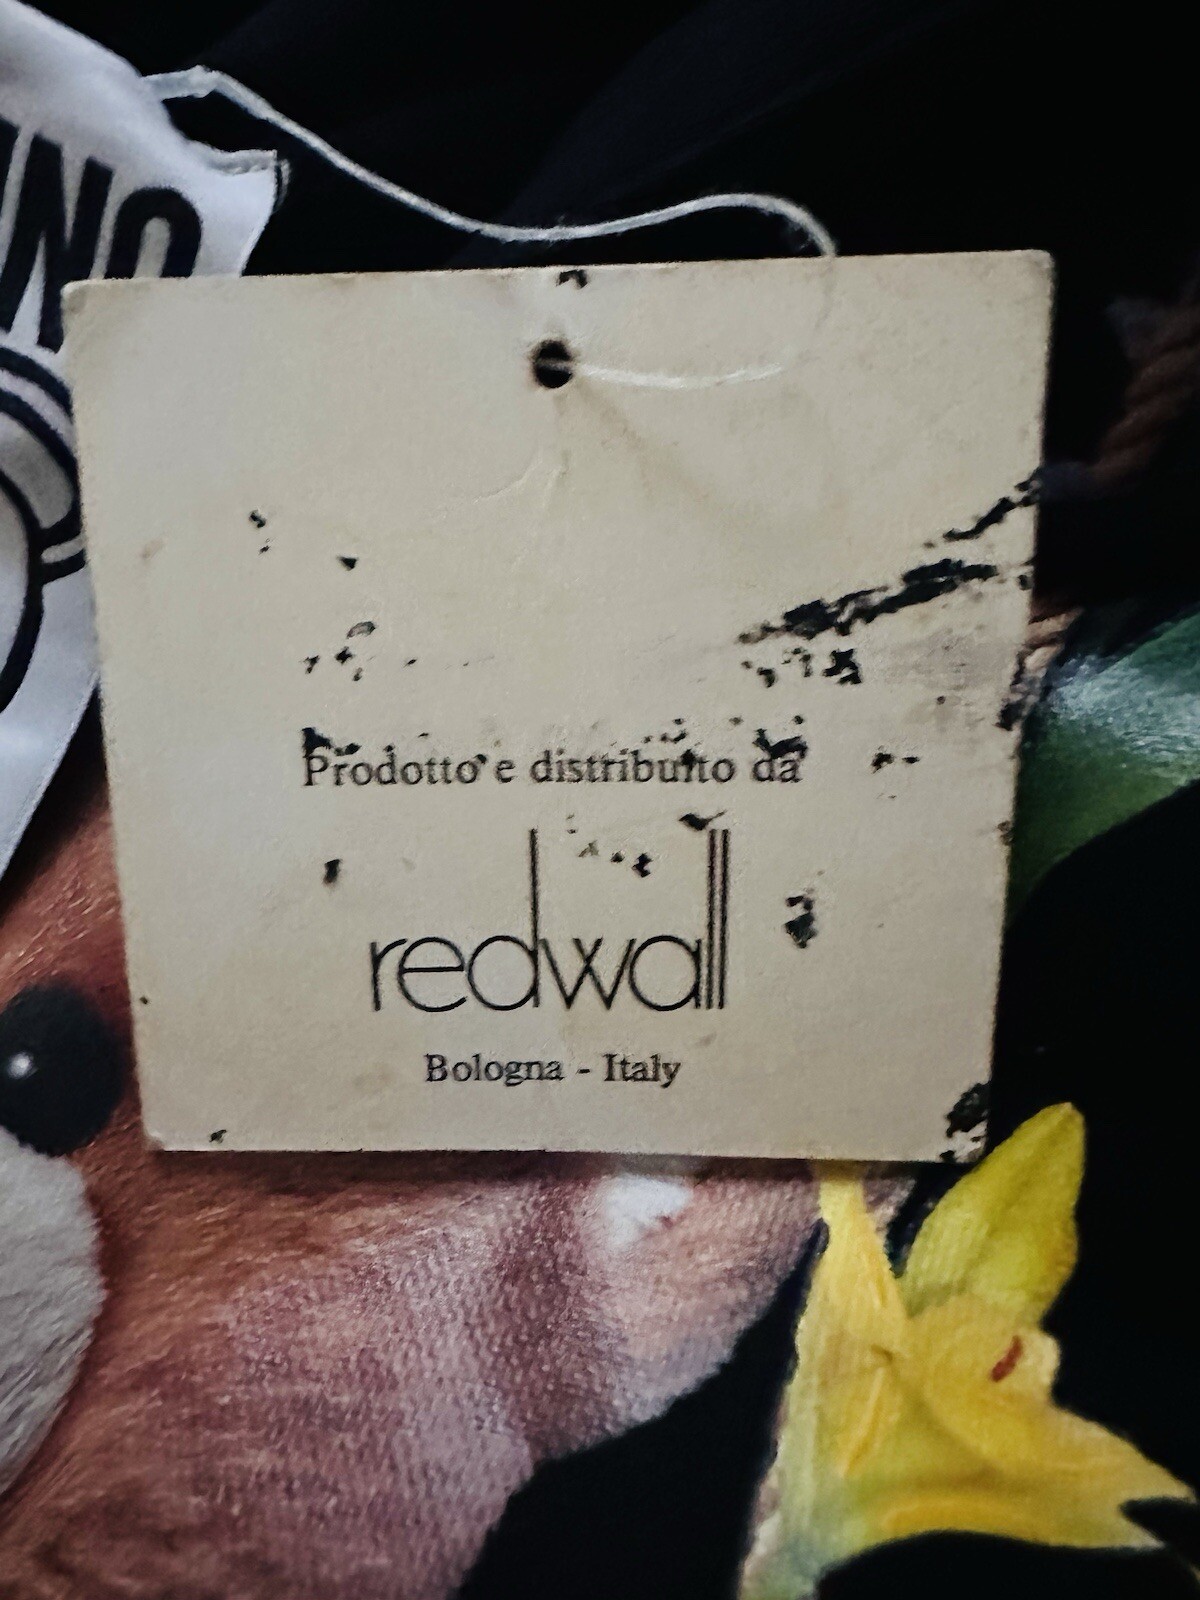 Prodotto e distribuito da
redwall
Bologna - Italy